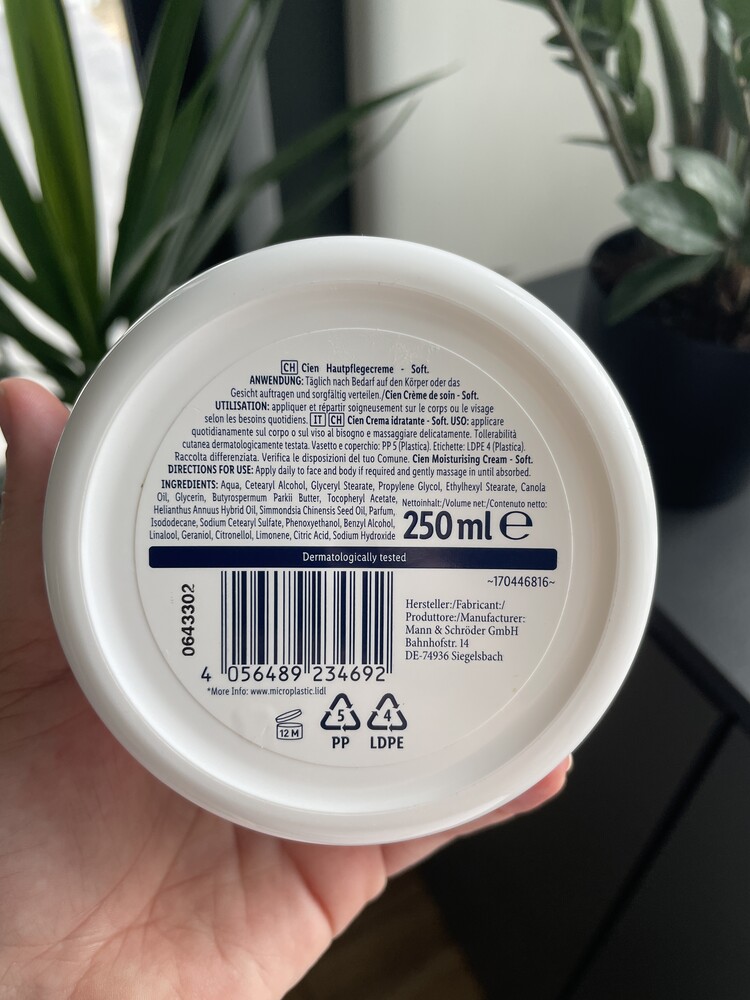 CH Cien Hautpflegecreme - Soft.
ANWENDUNG: Täglich nach Bedarf auf den Körper oder das
Gesicht auftragen und sorgfältig verteilen./Cien Crème de soin - Soft.
UTILISATION: appliquer et répartir soigneusement sur le corps ou le visage
selon les besoins quotidiens. IT CH Cien Crema idratante - Soft. USO: applicare
quotidianamente sul corpo o sul viso al bisogno e massaggiare delicatamente. Tollerabilità
cutanea dermatologicamente testata. Vasetto e coperchio: PP 5 (Plastica). Etichette: LDPE 4 (Plastica).
Raccolta differenziata. Verifica le disposizioni del tuo Comune. Cien Moisturising Cream - Soft.
DIRECTIONS FOR USE: Apply daily to face and body if required and gently massage in until absorbed.
INGREDIENTS: Aqua, Cetearyl Alcohol, Glyceryl Stearate, Propylene Glycol, Ethylhexyl Stearate, Canola
Oil, Glycerin, Butyrospermum Parkii Butter, Tocopheryl Acetate,
Helianthus Annuus Hybrid Oil, Simmondsia Chinensis Seed Oil, Parfum,
Isododecane, Sodium Cetearyl Sulfate, Phenoxyethanol, Benzyl Alcohol,
Linalool, Geraniol, Citronellol, Limonene, Citric Acid, Sodium Hydroxide
Nettoinhalt:/Volume net:/Contenuto netto:
250 ml ℮
Dermatologically tested
~170446816~
0643302
Hersteller:/Fabricant:/
Produttore:/Manufacturer:
Mann & Schröder GmbH
Bahnhofstr. 14
DE-74936 Siegelsbach
4 056489 234692
*More Info: www.microplastic.lidl
12 M
5
PP
4
LDPE